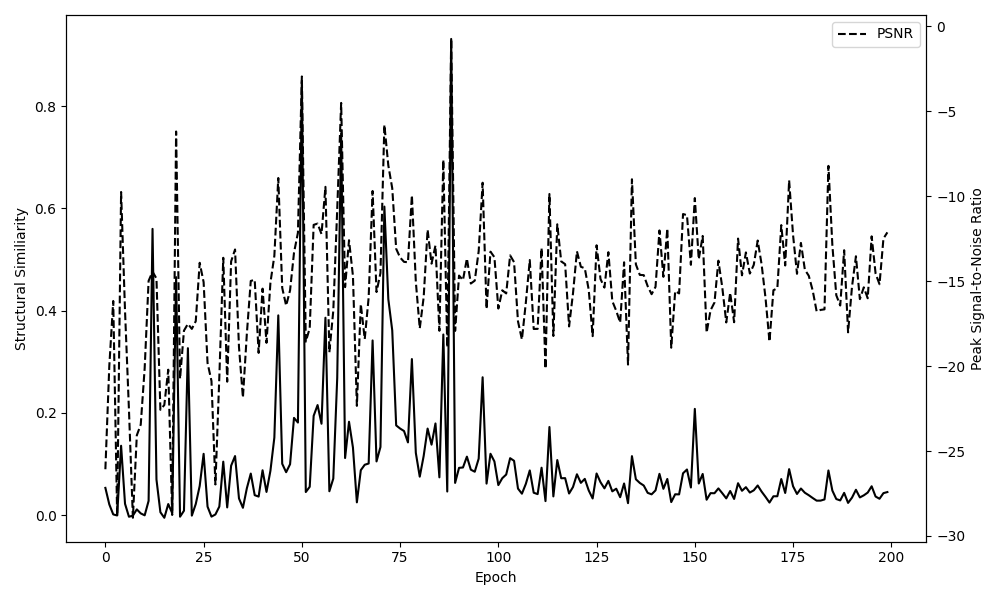 PSNR
0.8
0.6
0.4
0.2
0.0
Structural Similiarity
0
−5
−10
−15
−20
−25
−30
Peak Signal-to-Noise Ratio
0 25 50 75 100 125 150 175 200
Epoch